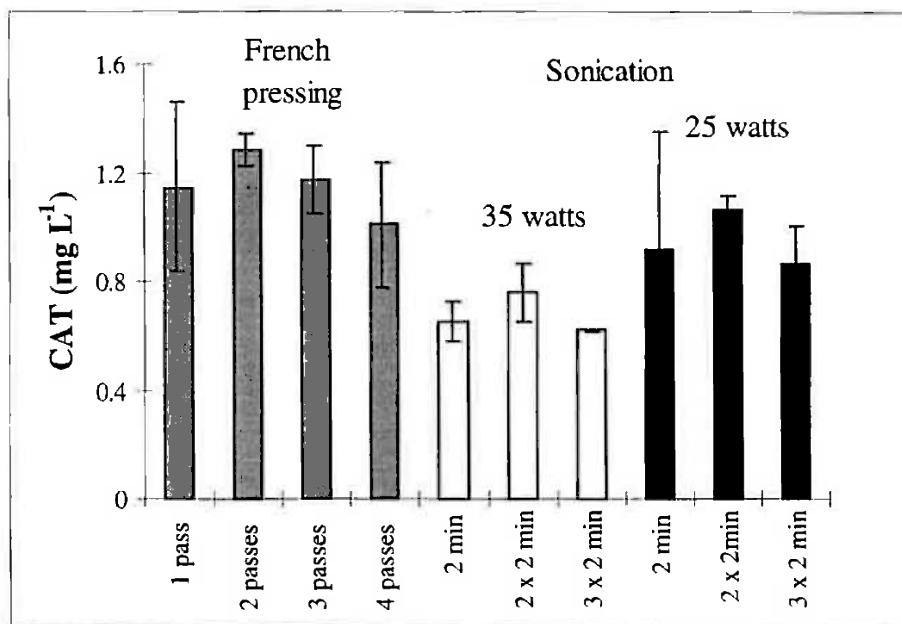 French
pressing
Sonication
25 watts
35 watts
CAT (mg L⁻¹)
1.6
1.2
0.8
0.4
0
1 pass
2 passes
3 passes
4 passes
2 min
2 x 2 min
3 x 2 min
2 min
2 x 2min
3 x 2 min